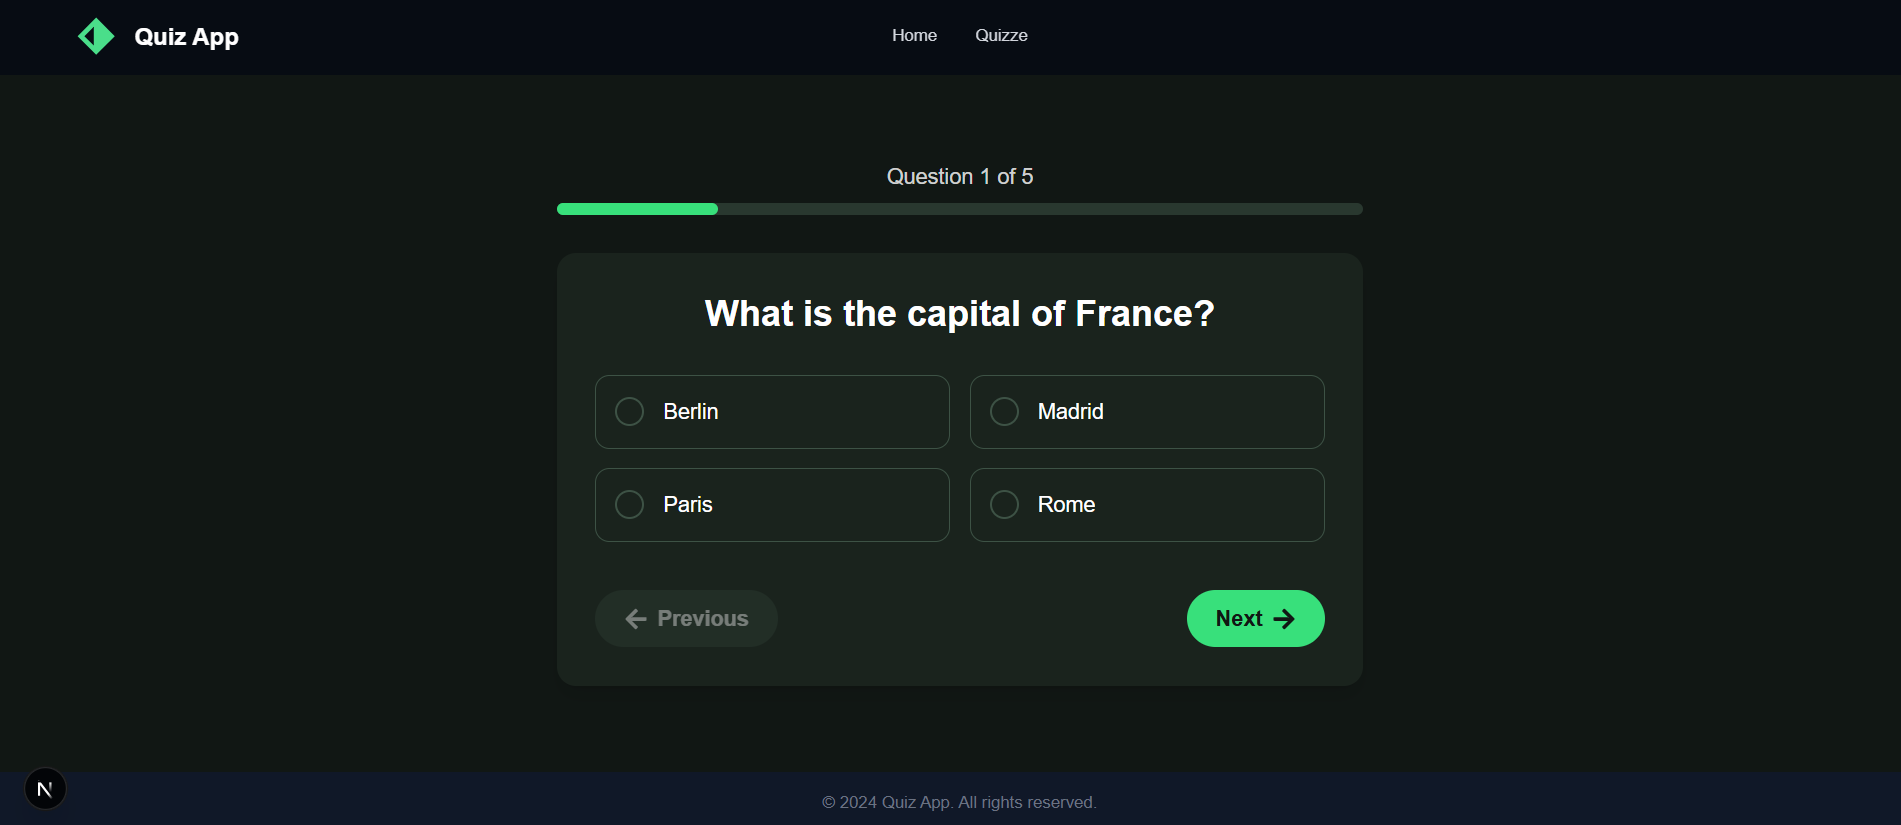 Quiz App
Home
Quizze
Question 1 of 5
What is the capital of France?
Berlin
Madrid
Paris
Rome
Previous
Next
N
© 2024 Quiz App. All rights reserved.